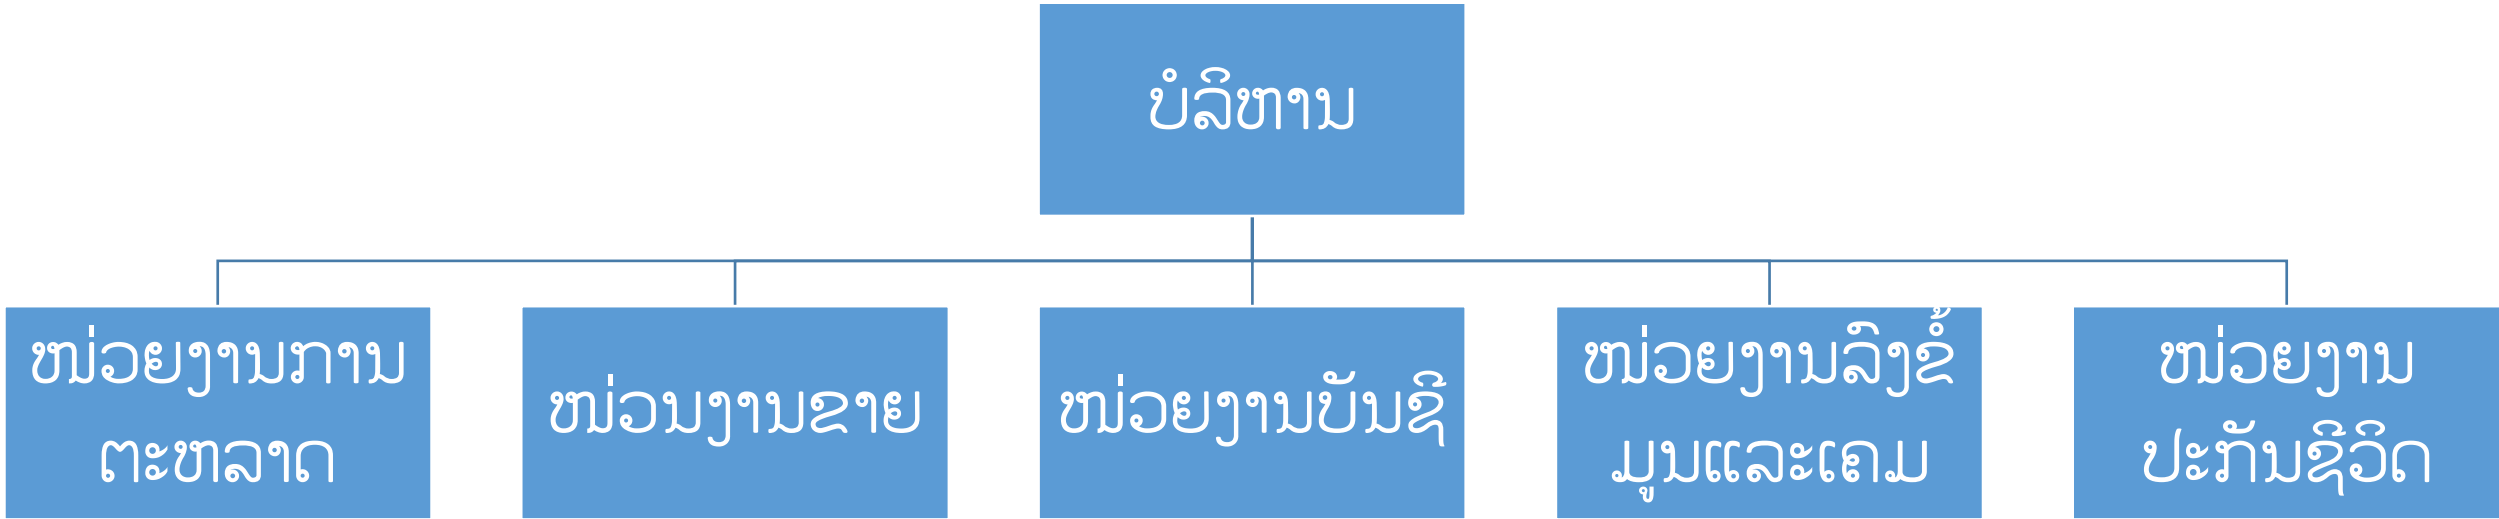 ບໍລິຫານ
ໜ່ວຍງານການ
ຕະຫລາດ
ໜ່ວຍງານຂາຍ
ໜ່ວຍງານບັນຊີ
ໜ່ວຍງານລັງຂໍ້
ມູນແລະເອມ
ໜ່ວຍງານ
ປະກັນຊີວິດ